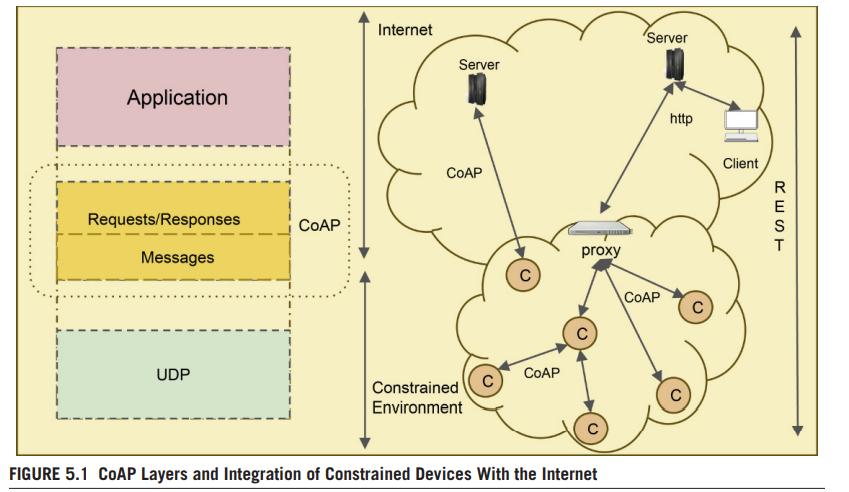 Application
Requests/Responses
Messages
CoAP
UDP
Internet
Constrained
Environment
Server
Server
http
Client
CoAP
proxy
C
CoAP
C
C
C
CoAP
C
C
R
E
S
T
FIGURE 5.1 CoAP Layers and Integration of Constrained Devices With the Internet